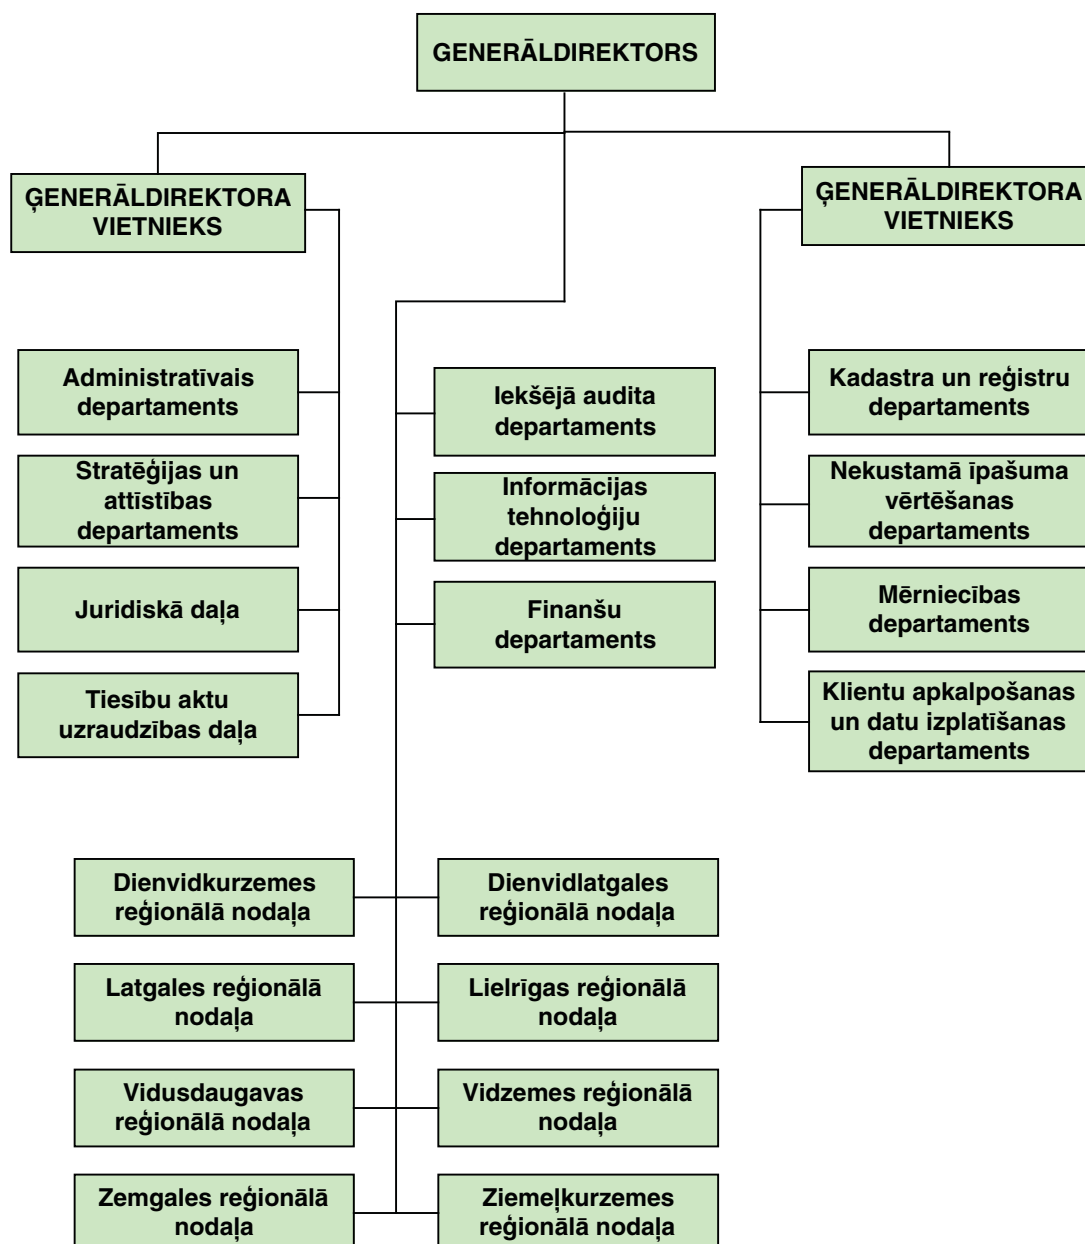 GENERĀLDIREKTORS
ĢENERĀLDIREKTORA
VIETNIEKS
ĢENERĀLDIREKTORA
VIETNIEKS
Administratīvais
departaments
Stratēģijas un
attīstības
departaments
Juridiskā daļa
Tiesību aktu
uzraudzības daļa
Iekšējā audita
departaments
Informācijas
tehnoloģiju
departaments
Finanšu
departaments
Kadastra un reģistru
departaments
Nekustamā īpašuma
vērtēšanas
departaments
Mērniecības
departaments
Klientu apkalpošanas
un datu izplatīšanas
departaments
Dienvidkurzemes
reģionālā nodaļa
Dienvidlatgales
reģionālā nodaļa
Latgales reģionālā
nodaļa
Lielrīgas reģionālā
nodaļa
Vidusdaugavas
reģionālā nodaļa
Vidzemes reģionālā
nodaļa
Zemgales reģionālā
nodaļa
Ziemeļkurzemes
reģionālā nodaļa